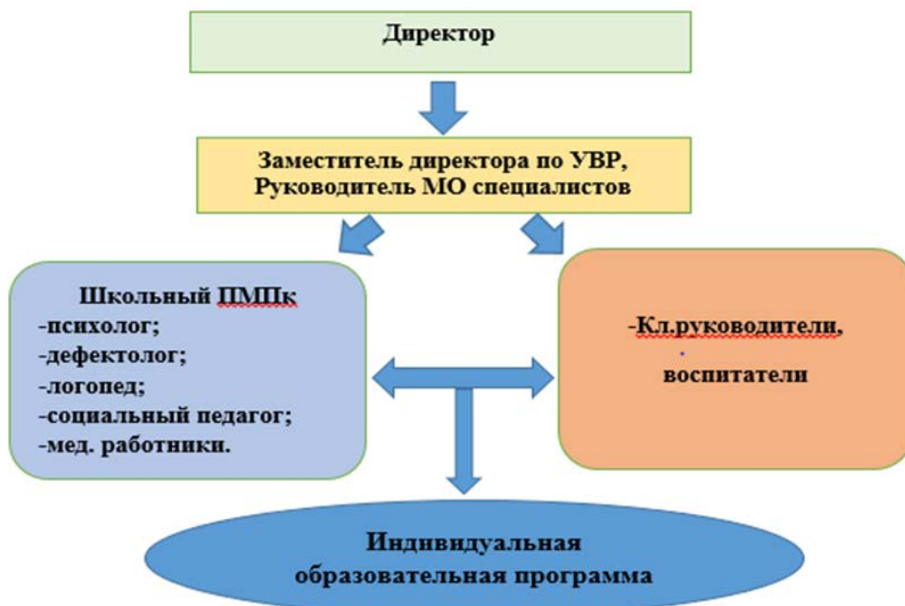 Директор
Заместитель директора по УВР,
Руководитель МО специалистов
Школьный ПМПк
-психолог;
-дефектолог;
-логопед;
-социальный педагог;
-мед. работники.
-Кл.руководители,
воспитатели
Индивидуальная
образовательная программа